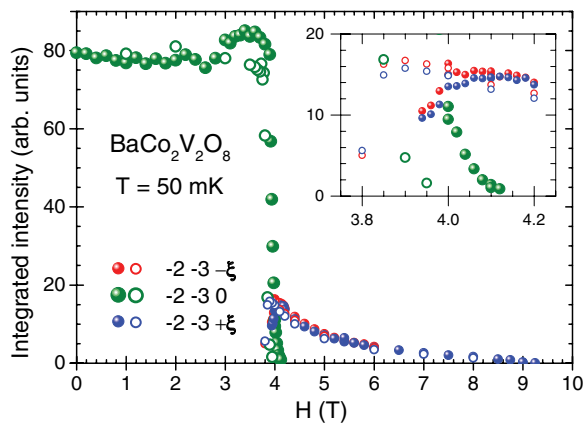 Integrated intensity (arb. units)
80
60
40
20
0
0 1 2 3 4 5 6 7 8 9 10
H (T)
BaCo₂V₂O₈
T = 50 mK
-2 -3 –ξ
-2 -3 0
-2 -3 +ξ
20
15
10
5
0
3.8 4.0 4.2